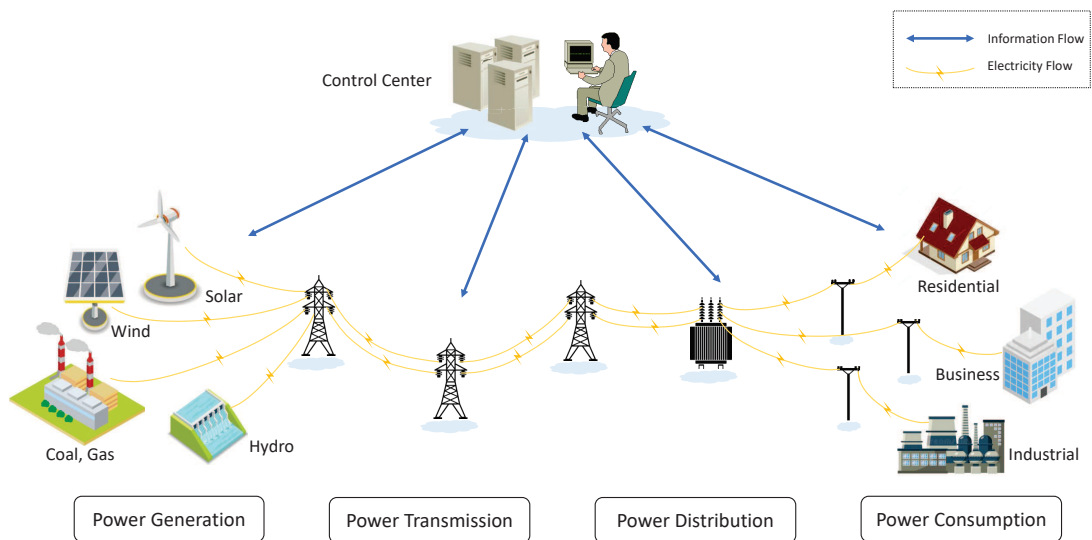 Control Center
Information Flow
Electricity Flow
Solar
Wind
Coal, Gas
Hydro
Residential
Business
Industrial
Power Generation
Power Transmission
Power Distribution
Power Consumption